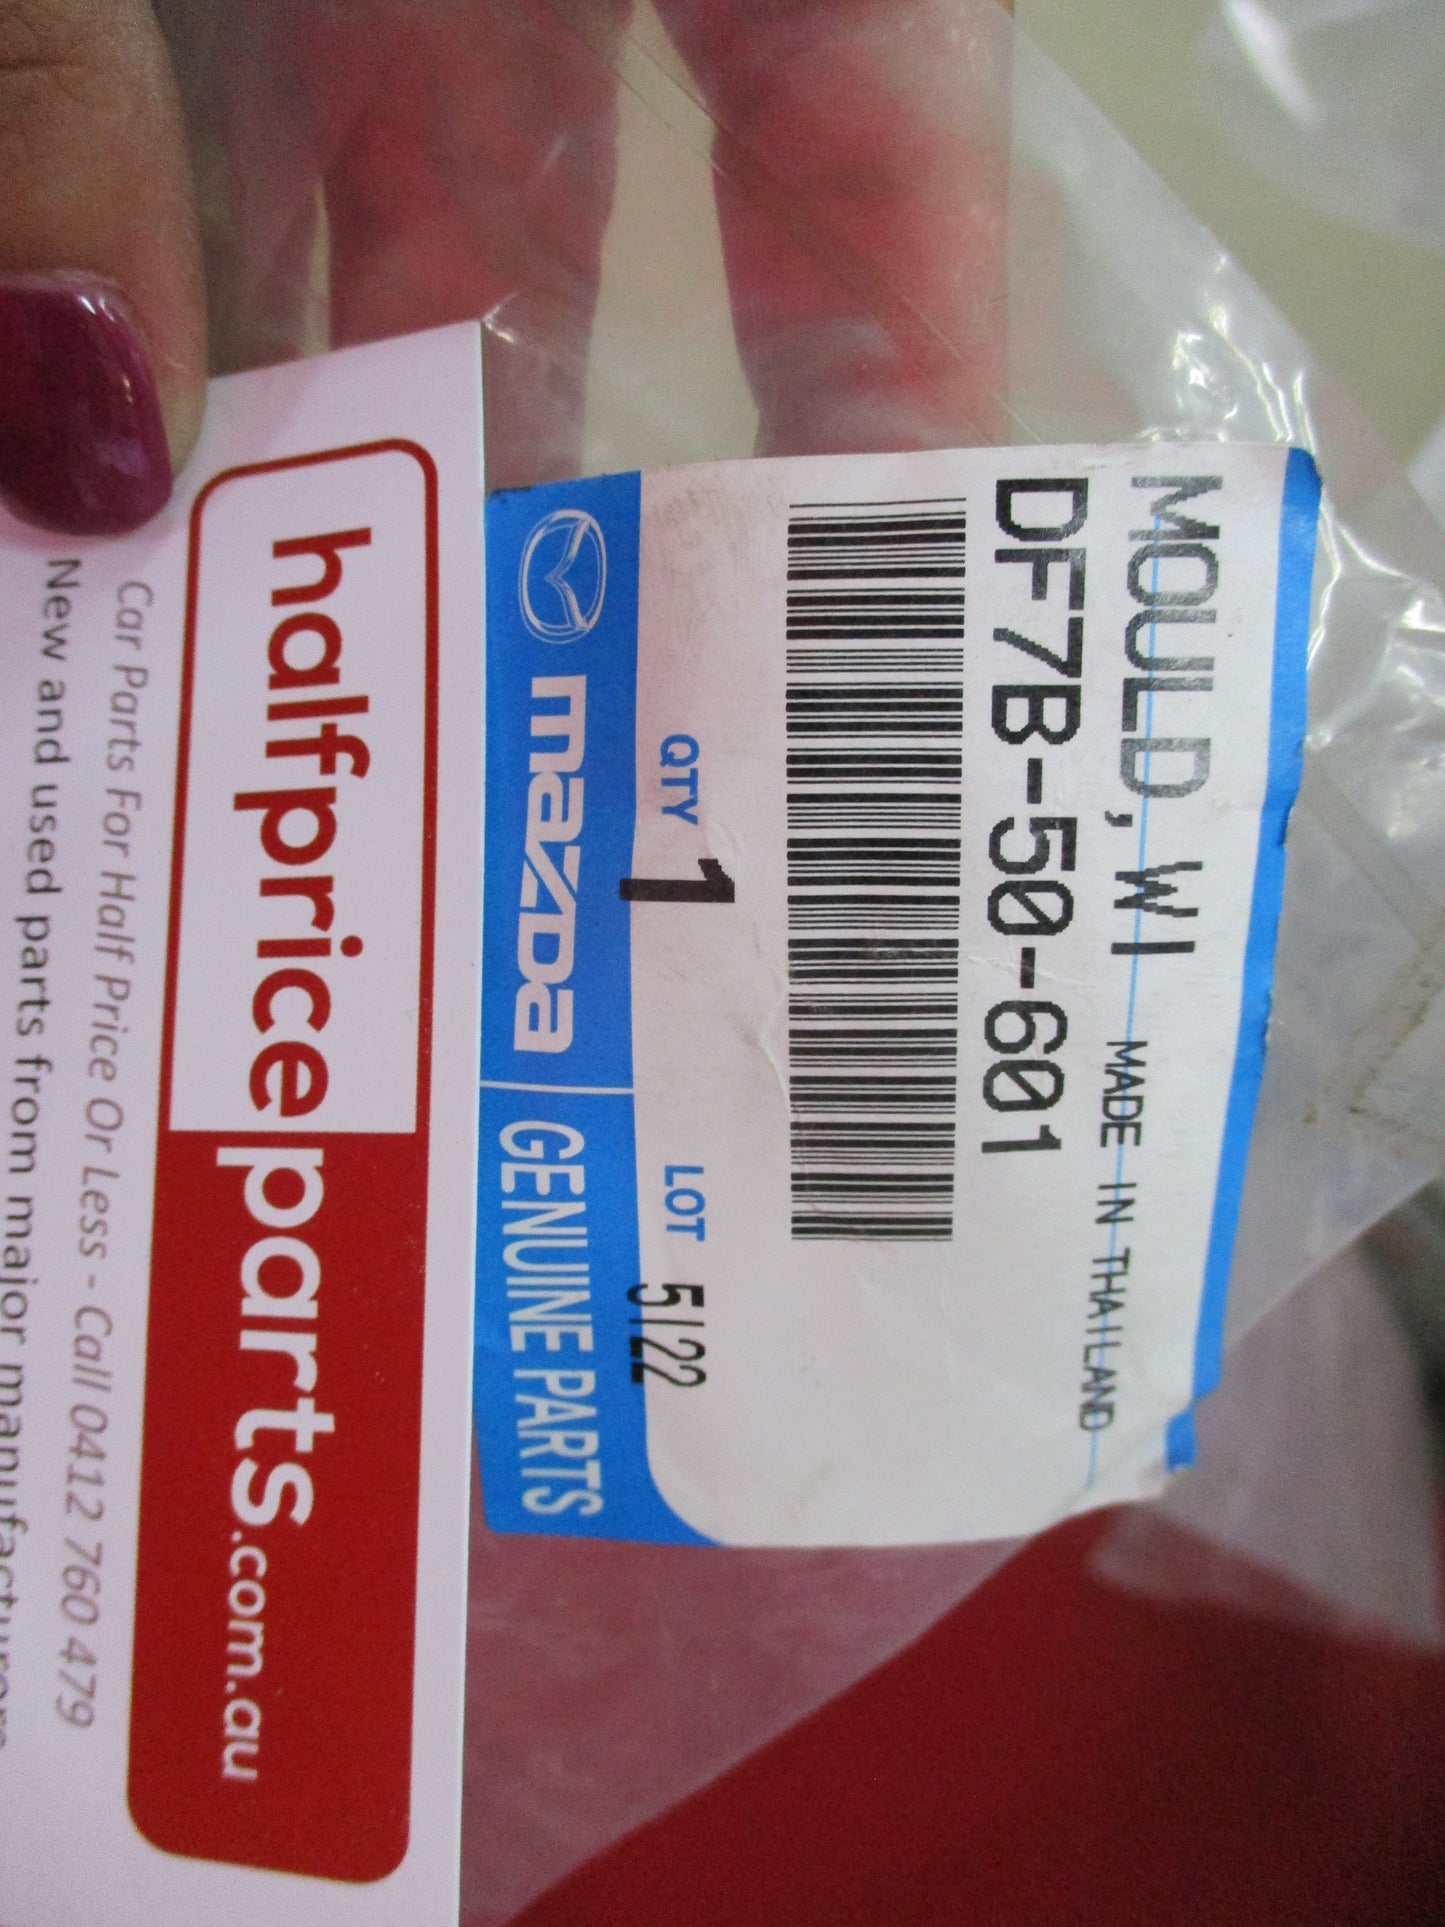 MOULD,WI
MADE IN THAILAND
DF7B-50-601
QTY 1
LOT 5/22
mazda GENUINE PARTS
halfpriceparts.com.au
Car Parts For Half Price Or Less - Call 0412 760 479
New and used parts from major manufacturers